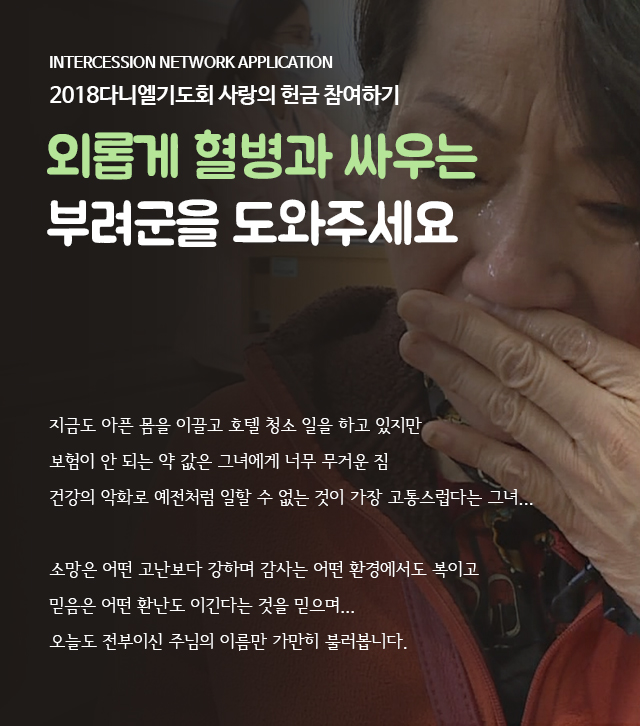 INTERCESSION NETWORK APPLICATION
2018다니엘기도회 사랑의 헌금 참여하기
외롭게 혈병과 싸우는
부려군을 도와주세요
지금도 아픈 몸을 이끌고 호텔 청소 일을 하고 있지만
보험이 안 되는 약 값은 그녀에게 너무 무거운 짐
건강의 악화로 예전처럼 일할 수 없는 것이 가장 고통스럽다는 그녀...
소망은 어떤 고난보다 강하며 감사는 어떤 환경에서도 복이고
믿음은 어떤 환난도 이긴다는 것을 믿으며...
오늘도 전부이신 주님의 이름만 가만히 불러봅니다.